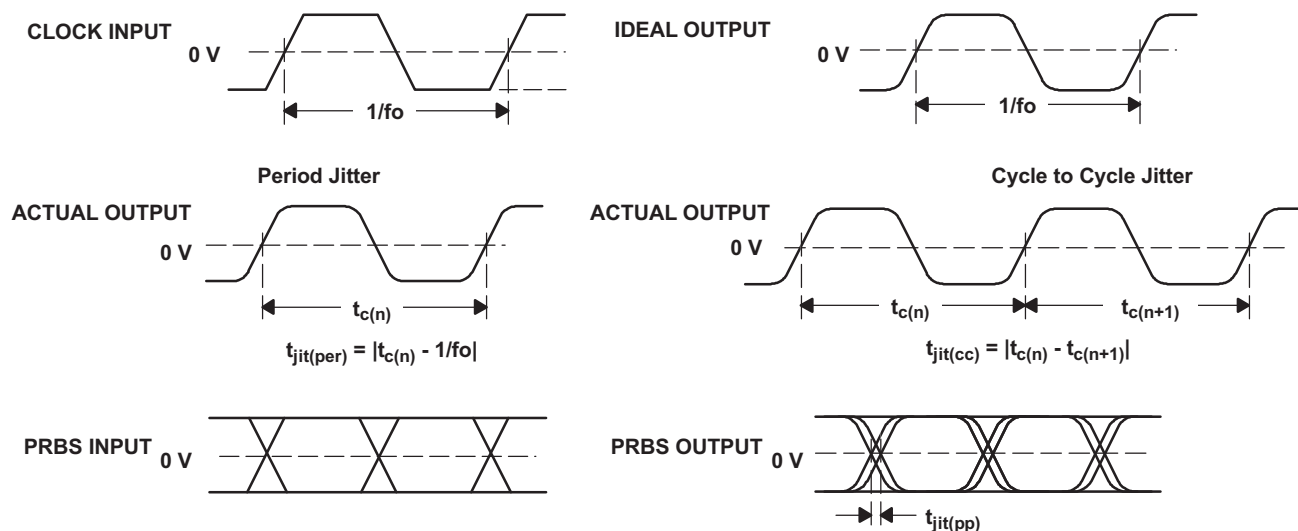 CLOCK INPUT
0 V
1/fo
IDEAL OUTPUT
0 V
1/fo
Period Jitter
ACTUAL OUTPUT
0 V
tc(n)
tjit(per) = |tc(n) - 1/fo|
Cycle to Cycle Jitter
ACTUAL OUTPUT
0 V
tc(n) tc(n+1)
tjit(cc) = |tc(n) - tc(n+1)|
PRBS INPUT
0 V
PRBS OUTPUT
0 V
tjit(pp)